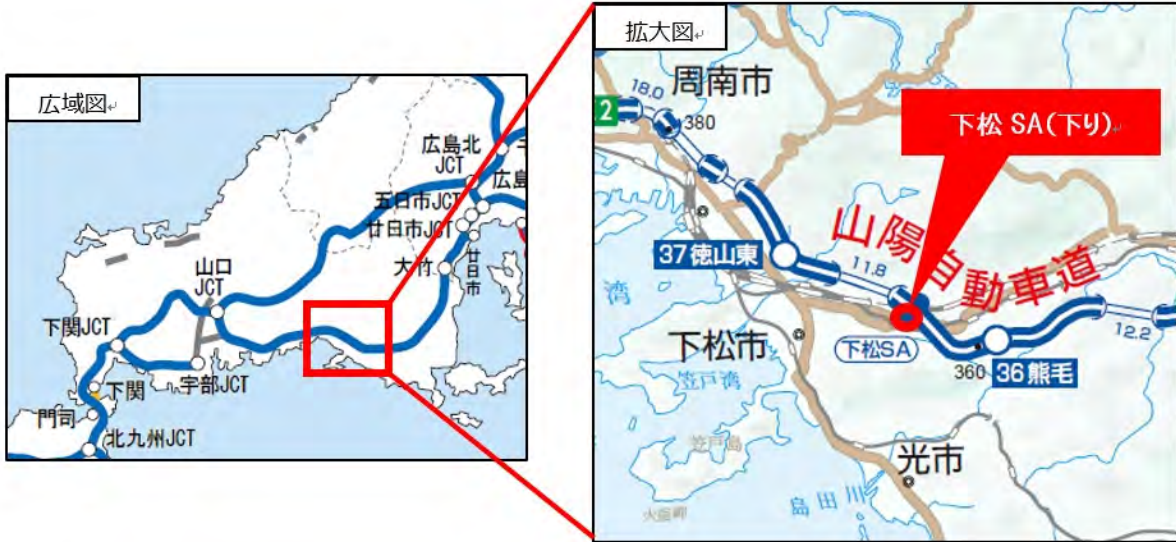 広域図
広島北
JCT
広島
五日市JCT
廿日市JCT
大竹
廿日市
山口
JCT
下関JCT
下関
宇部JCT
門司
北九州JCT
拡大図
周南市
18.0
380
2
下松 SA(下り)
山陽自動車道
37 徳山東
11.8
湾
下松市
下松SA
笠戸湾
360
36 熊毛
12.2
笠戸島
光市
島田川
火振岬